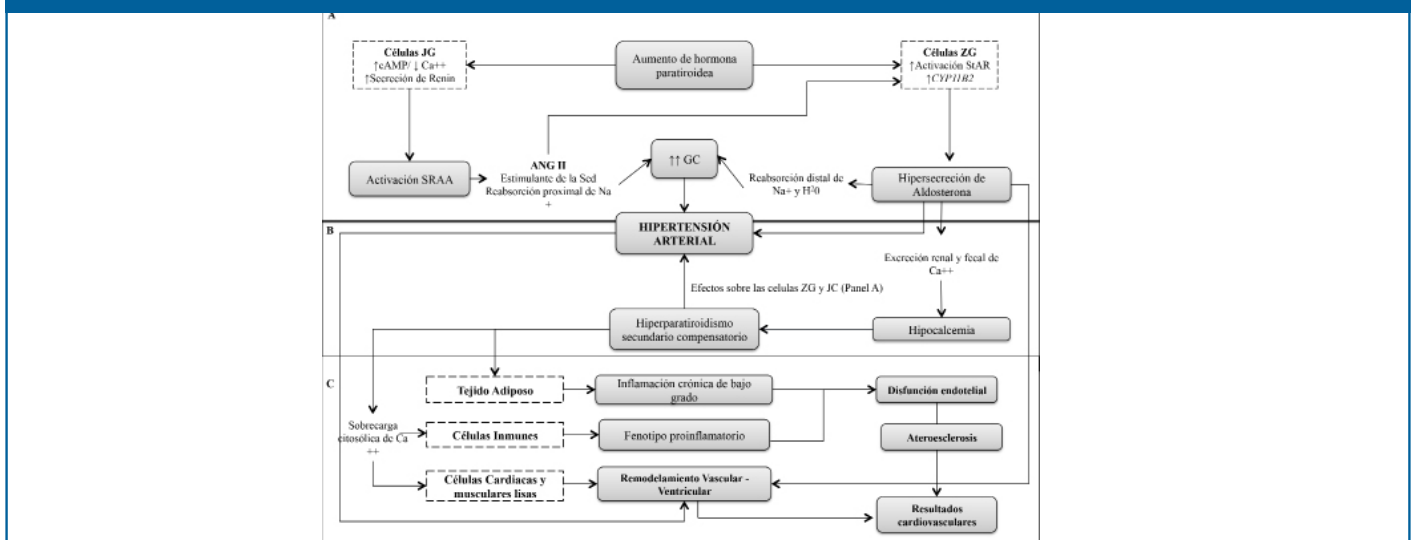 A
Células JG
↑cAMP/ ↓ Ca++
↑Secreción de Renin
Aumento de hormona
paratiroidea
Células ZG
↑Activación StAR
↑CYP11B2
Activación SRAA
ANG II
Estimulante de la Sed
Reabsorción proximal de Na
+
↑↑ GC
Reabsorción distal de
Na+ y H²0
Hipersecreción de
Aldosterona
B
HIPERTENSIÓN
ARTERIAL
Excreción renal y fecal de
Ca++
Efectos sobre las celulas ZG y JC (Panel A)
Hiperparatiroidismo
secundario compensatorio
Hipocalcemia
C
Tejido Adiposo
Inflamación crónica de bajo
grado
Disfunción endotelial
Sobrecarga
citosólica de Ca
++
Células Inmunes
Fenotipo proinflamatorio
Ateroesclerosis
Células Cardiacas y
musculares lisas
Remodelamiento Vascular -
Ventricular
Resultados
cardiovasculares